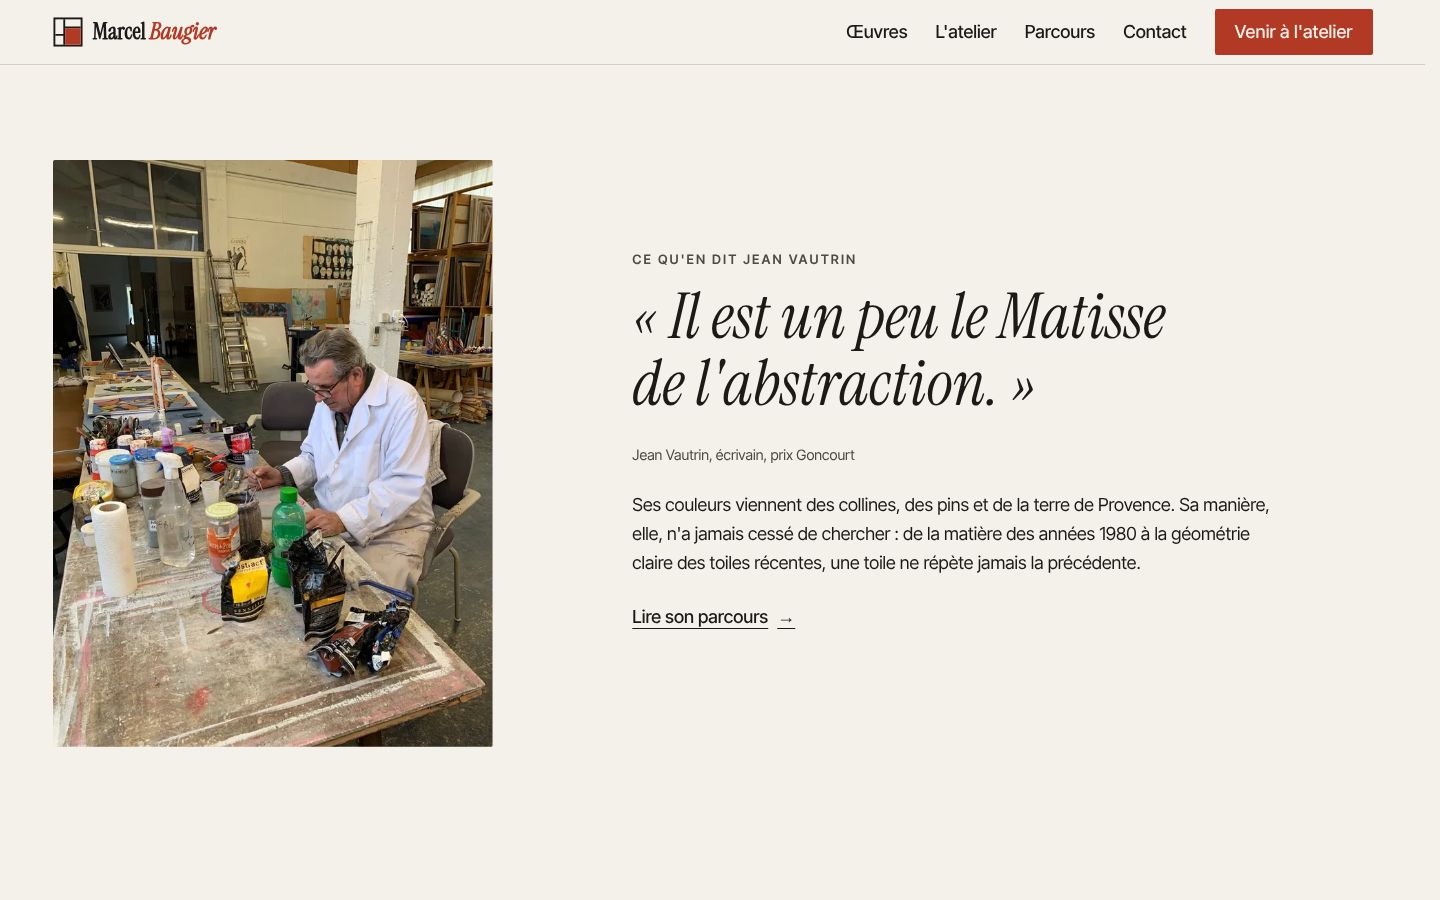 Marcel Baugier
Œuvres
L'atelier
Parcours
Contact
Venir à l'atelier
CE QU'EN DIT JEAN VAUTRIN
« Il est un peu le Matisse
de l'abstraction. »
Jean Vautrin, écrivain, prix Goncourt
Ses couleurs viennent des collines, des pins et de la terre de Provence. Sa manière,
elle, n'a jamais cessé de chercher : de la matière des années 1980 à la géométrie
claire des toiles récentes, une toile ne répète jamais la précédente.
Lire son parcours →